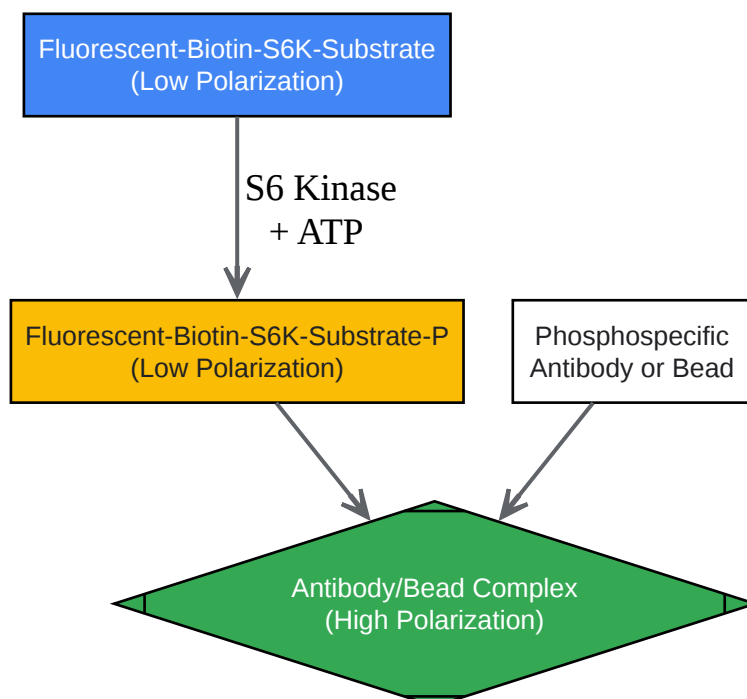 Fluorescent-Biotin-S6K-Substrate
(Low Polarization)
S6 Kinase
+ ATP
Fluorescent-Biotin-S6K-Substrate-P
(Low Polarization)
Phosphospecific
Antibody or Bead
Antibody/Bead Complex
(High Polarization)